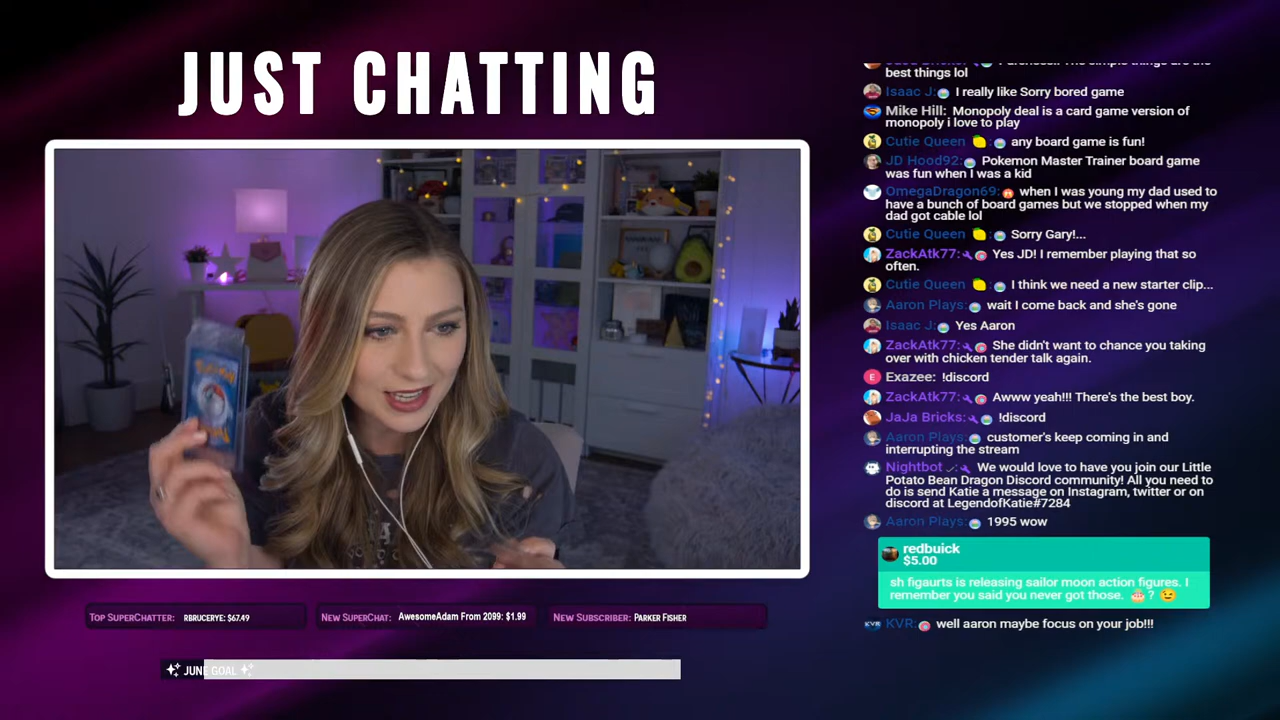 JUST CHATTING
best things lol
Isaac J: I really like Sorry bored game
Mike Hill: Monopoly deal is a card game version of
monopoly i love to play
Cutie Queen 🍋: any board game is fun!
JD Hood92: Pokemon Master Trainer board game
was fun when I was a kid
OmegaDragon69: when I was young my dad used to
have a bunch of board games but we stopped when my
dad got cable lol
Cutie Queen 🍋: Sorry Gary!...
ZackAtk77: Yes JD! I remember playing that so
often.
Cutie Queen 🍋: I think we need a new starter clip...
Aaron Plays: wait I come back and she's gone
Isaac J: Yes Aaron
ZackAtk77: She didn't want to chance you taking
over with chicken tender talk again.
Exazee: !discord
ZackAtk77: Awww yeah!!! There's the best boy.
JaJa Bricks: !discord
Aaron Plays: customer's keep coming in and
interrupting the stream
Nightbot: We would love to have you join our Little
Potato Bean Dragon Discord community! All you need to
do is send Katie a message on Instagram, twitter or on
discord at LegendofKatie#7284
Aaron Plays: 1995 wow
redbuick
$5.00
sh figaurts is releasing sailor moon action figures. I
remember you said you never got those. 🎂? 😉
KVR: well aaron maybe focus on your job!!!
POKéMON
TOP SUPERCHATTER: RBRUCERYE: $67.49
NEW SUPERCHAT: AWESOMEADAM FROM 2099: $1.99
NEW SUBSCRIBER: PARKER FISHER
JUNE GOAL